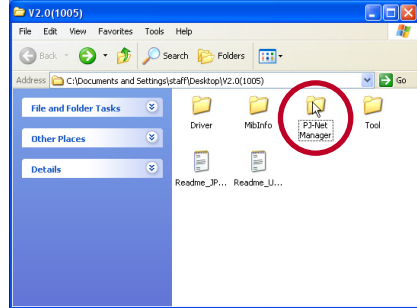 V2.0(1005)
File Edit View Favorites Tools Help
Back Search Folders
Address C:\Documents and Settings\staff\Desktop\V2.0(1005) Go
File and Folder Tasks
Other Places
Details
Driver MibInfo PJ-Net Manager Tool
Readme_JP... Readme_U...